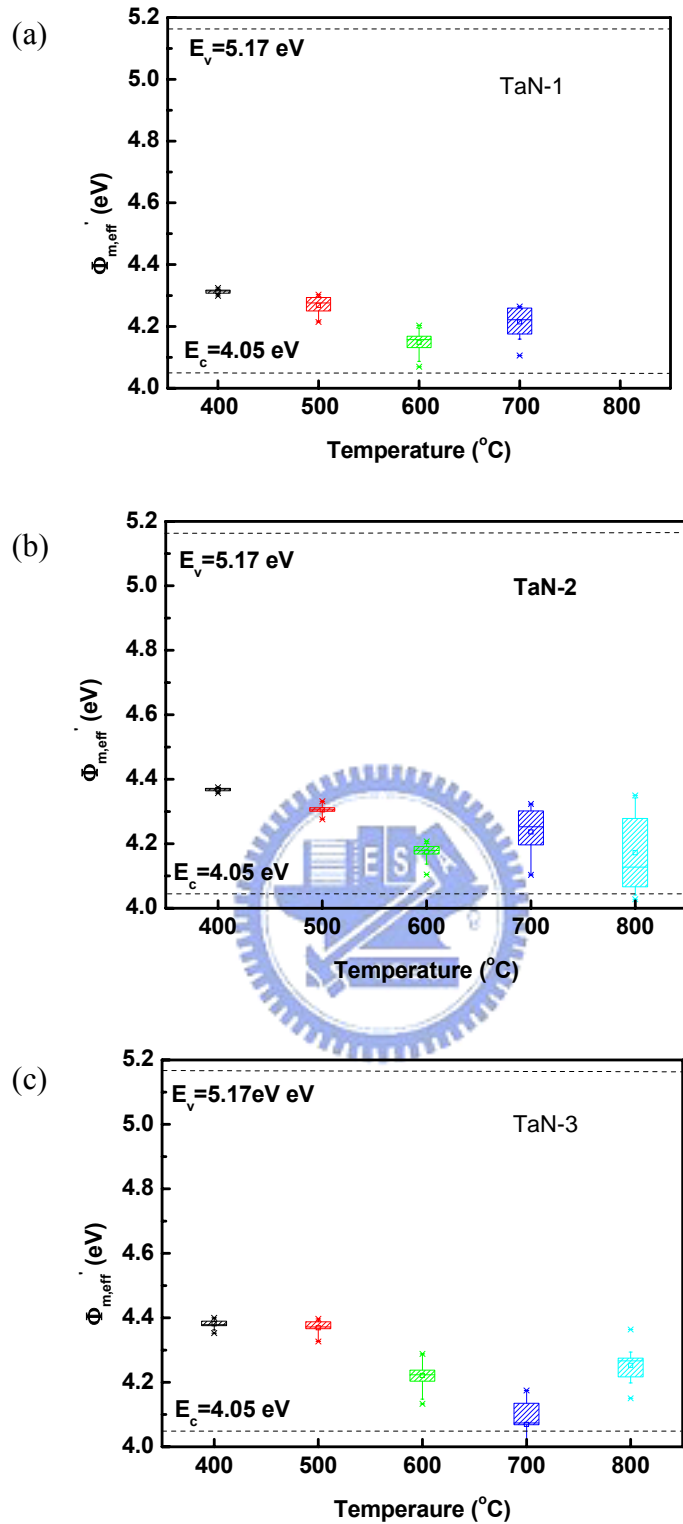 (a)
5.2
E_v=5.17 eV
5.0
TaN-1
4.8
4.6
4.4
4.2
E_c=4.05 eV
4.0
Φ_m,eff' (eV)
400 500 600 700 800
Temperature (°C)
(b)
5.2
E_v=5.17 eV
5.0
TaN-2
4.8
4.6
4.4
4.2
E_c=4.05 eV
4.0
Φ_m,eff' (eV)
ES
400 500 600 700 800
Temperature (°C)
(c)
5.2
E_v=5.17eV eV
5.0
TaN-3
4.8
4.6
4.4
4.2
E_c=4.05 eV
4.0
Φ_m,eff' (eV)
400 500 600 700 800
Temperaure (°C)